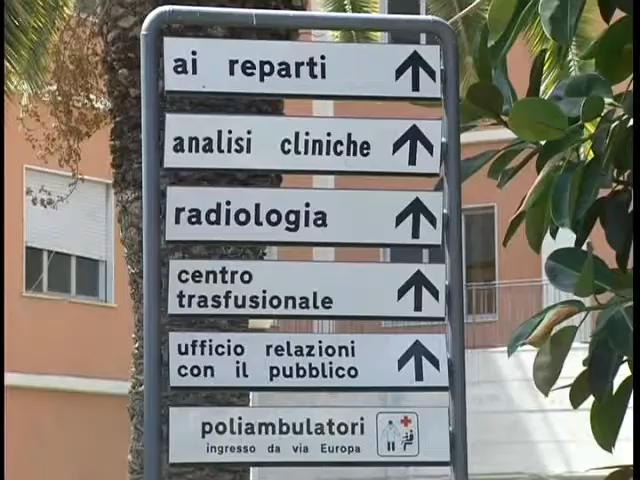 ai reparti
analisi cliniche
radiologia
centro
trasfusionale
ufficio relazioni
con il pubblico
poliambulatori
ingresso da via Europa